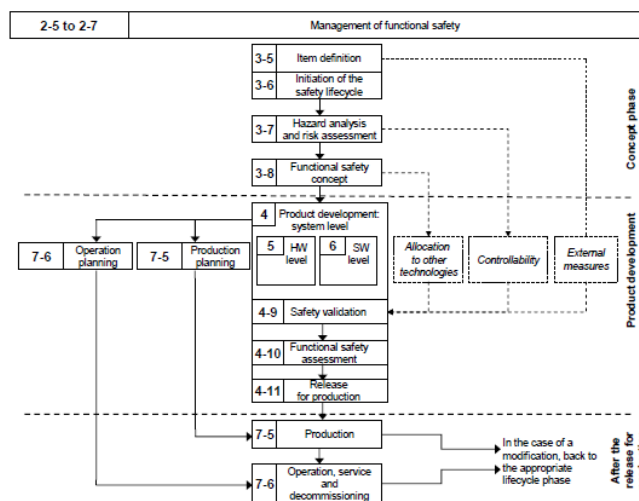 2-5 to 2-7
Management of functional safety
3-5
Item definition
3-6
Initiation of the
safety lifecycle
3-7
Hazard analysis
and risk assessment
3-8
Functional safety
concept
Concept phase
4
Product development:
system level
5
HW
level
6
SW
level
7-6
Operation
planning
7-5
Production
planning
Allocation
to other
technologies
Controllability
External
measures
Product development
4-9
Safety validation
4-10
Functional safety
assessment
4-11
Release
for production
7-5
Production
7-6
Operation, service
and
decommissioning
In the case of a
modification, back to
the appropriate
lifecycle phase
After the
release for